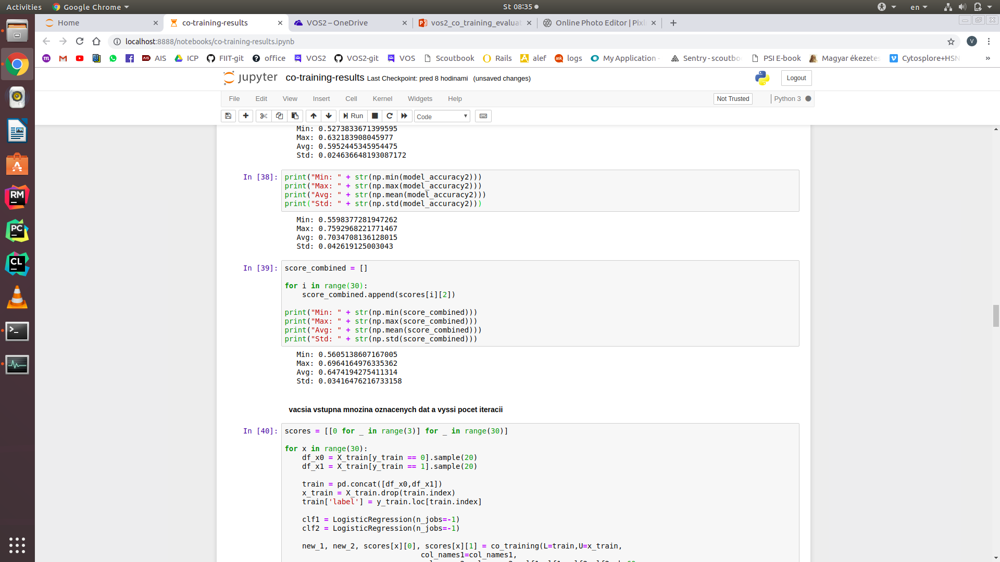 Activities
Google Chrome
St 08:35
en
Home
co-training-results
VOS2 – OneDrive
vos2_co_training_evaluat
Online Photo Editor | Pixl
localhost:8888/notebooks/co-training-results.ipynb
V
AIS
ICP
FIIT-git
office
VOS2
VOS2-git
VOS
Scoutbook
Rails
alef
logs
My Application -
Sentry - scoutbo
PSI E-book
Magyar ékezetes
Cytosplore+HSN
»
jupyter
co-training-results
Last Checkpoint: pred 8 hodinami
(unsaved changes)
Logout
File
Edit
View
Insert
Cell
Kernel
Widgets
Help
Not Trusted
Python 3
Run
Code
Min: 0.5273833671399595
Max: 0.632183908045977
Avg: 0.5952445345954475
Std: 0.024636648193087172
In [38]:
print("Min: " + str(np.min(model_accuracy2)))
print("Max: " + str(np.max(model_accuracy2)))
print("Avg: " + str(np.mean(model_accuracy2)))
print("Std: " + str(np.std(model_accuracy2)))
Min: 0.5598377281947262
Max: 0.7592968221771467
Avg: 0.7034708136128015
Std: 0.042619125003043
In [39]:
score_combined = []
for i in range(30):
    score_combined.append(scores[i][2])
print("Min: " + str(np.min(score_combined)))
print("Max: " + str(np.max(score_combined)))
print("Avg: " + str(np.mean(score_combined)))
print("Std: " + str(np.std(score_combined)))
Min: 0.5605138607167005
Max: 0.6964164976335362
Avg: 0.6474194275411314
Std: 0.03416476216733158
vacsia vstupna mnozina oznacenych dat a vyssi pocet iteracii
In [40]:
scores = [[0 for _ in range(3)] for _ in range(30)]
for x in range(30):
    df_x0 = X_train[y_train == 0].sample(20)
    df_x1 = X_train[y_train == 1].sample(20)
    train = pd.concat([df_x0,df_x1])
    x_train = X_train.drop(train.index)
    train['label'] = y_train.loc[train.index]
    clf1 = LogisticRegression(n_jobs=-1)
    clf2 = LogisticRegression(n_jobs=-1)
    new_1, new_2, scores[x][0], scores[x][1] = co_training(L=train,U=x_train,
col_names1=col_names1,
RM
PC
CL